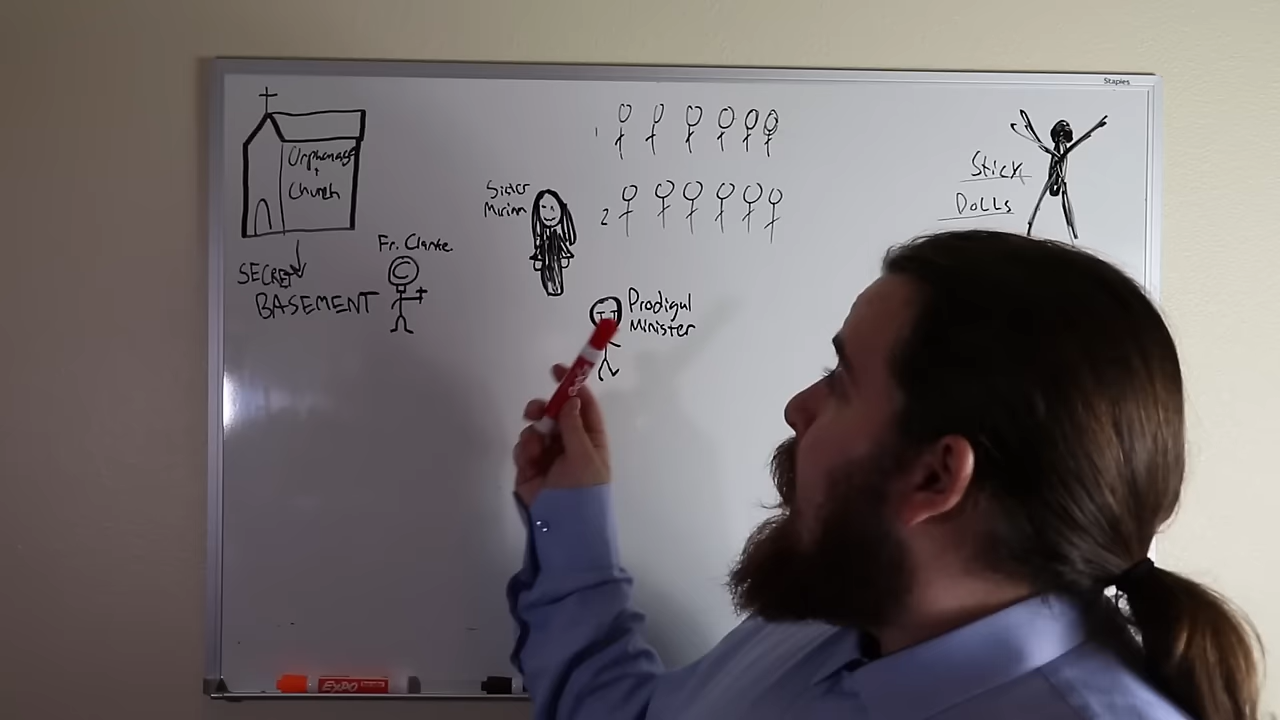 Staples
Orphanage
+
Church
SECRET
BASEMENT
Fr. Clarke
C
Sister
Miriam
1
2
Prodigul
Minister
Stick
DOLLS
EXPO